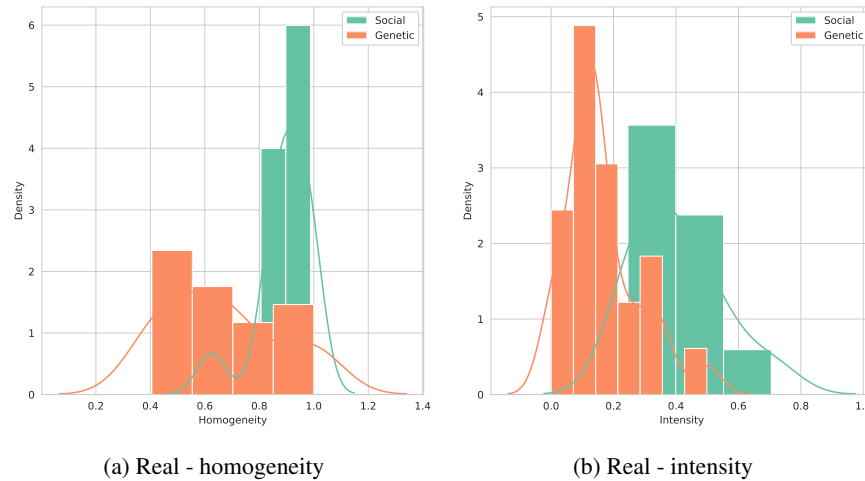 6
5
4
3
2
1
0
Density
0.2 0.4 0.6 0.8 1.0 1.2 1.4
Homogeneity
Social
Genetic
(a) Real - homogeneity
5
4
3
2
1
0
Density
0.0 0.2 0.4 0.6 0.8 1.
Intensity
Social
Genetic
(b) Real - intensity